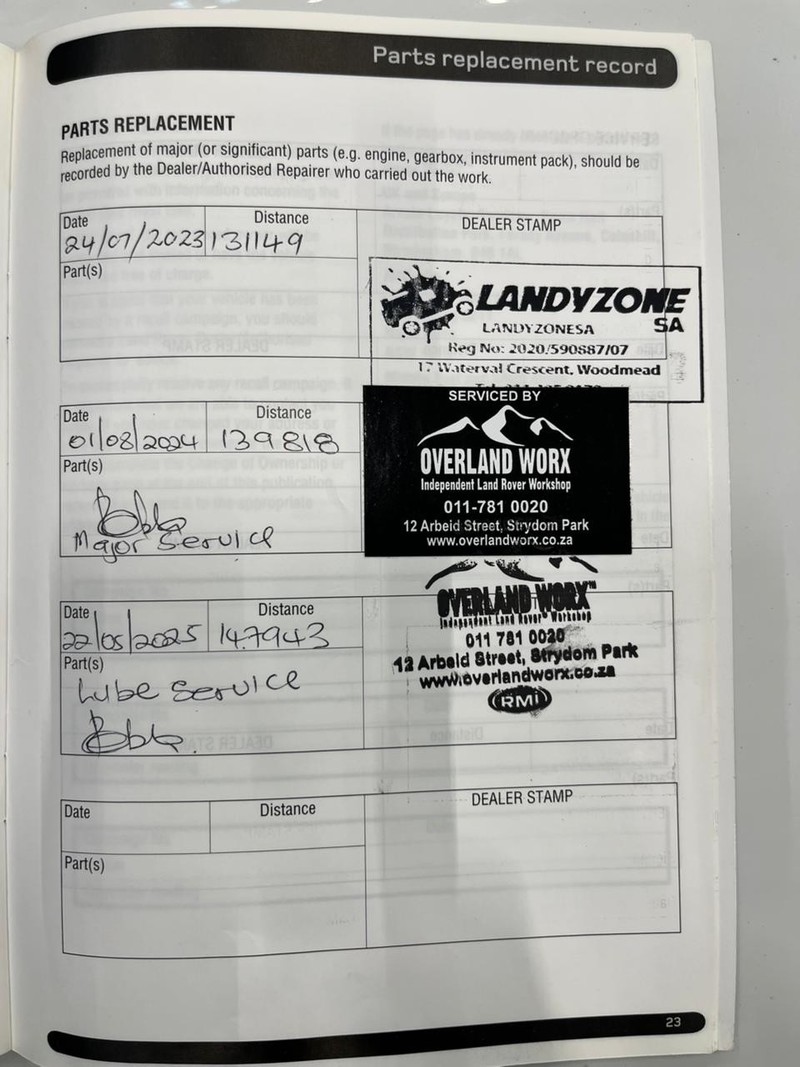 Parts replacement record
PARTS REPLACEMENT
Replacement of major (or significant) parts (e.g. engine, gearbox, instrument pack), should be
recorded by the Dealer/Authorised Repairer who carried out the work.
Date Distance DEALER STAMP
24/07/2023 131149
Part(s)
LANDYZONE
SA
LANDYZONESA
Reg No: 2020/590887/07
17 Waterval Crescent, Woodmead
Date Distance
01/08/2024 139818
Part(s)
Major Service
SERVICED BY
OVERLAND WORX
Independent Land Rover Workshop
011-781 0020
12 Arbeid Street, Strydom Park
www.overlandworx.co.za
Date Distance
22/05/2025 147943
Part(s)
Lube Service
OVERLAND WORX™
Independent Land Rover Workshop
011 781 0020
12 Arbeid Street, Strydom Park
www.overlandworx.co.za
RMI
Date Distance DEALER STAMP
Part(s)
23